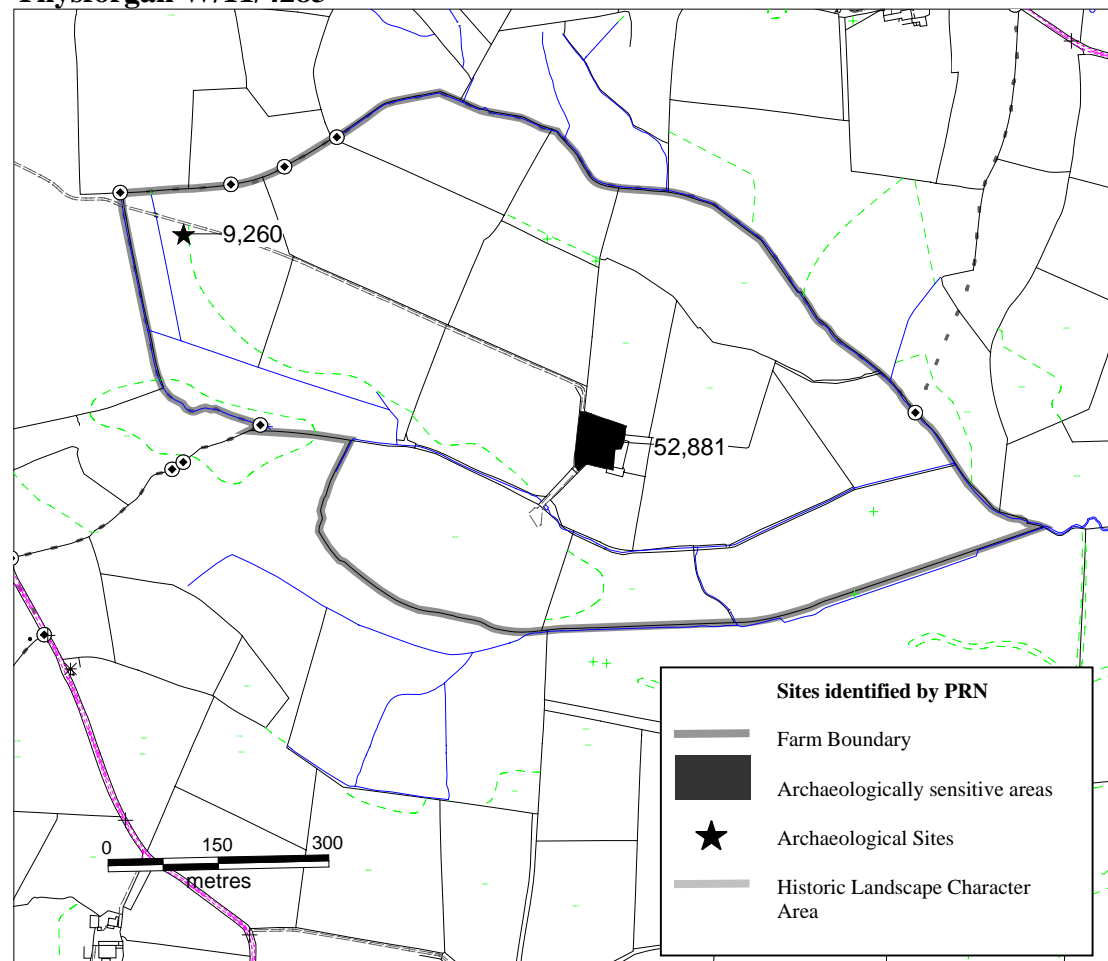 9,260
52,881
Sites identified by PRN
Farm Boundary
Archaeologically sensitive areas
Archaeological Sites
Historic Landscape Character
Area
0 150 300
metres